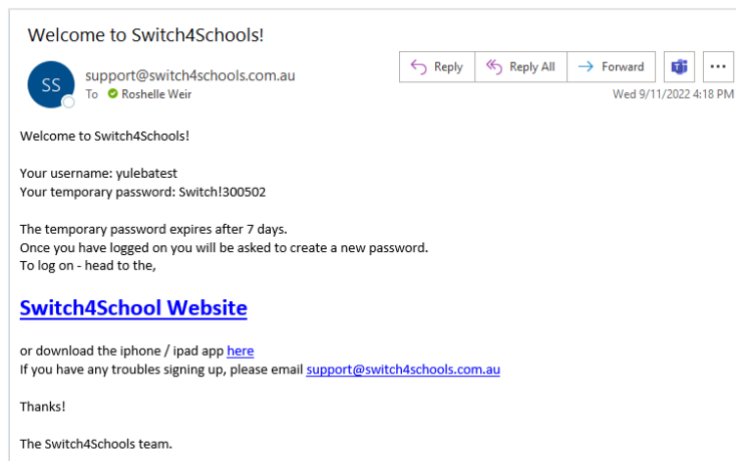 Welcome to Switch4Schools!
SS
support@switch4schools.com.au
To Roshelle Weir
Reply
Reply All
Forward
Wed 9/11/2022 4:18 PM
Welcome to Switch4Schools!
Your username: yulebatest
Your temporary password: Switch!300502
The temporary password expires after 7 days.
Once you have logged on you will be asked to create a new password.
To log on - head to the,
Switch4School Website
or download the iphone / ipad app here
If you have any troubles signing up, please email support@switch4schools.com.au
Thanks!
The Switch4Schools team.